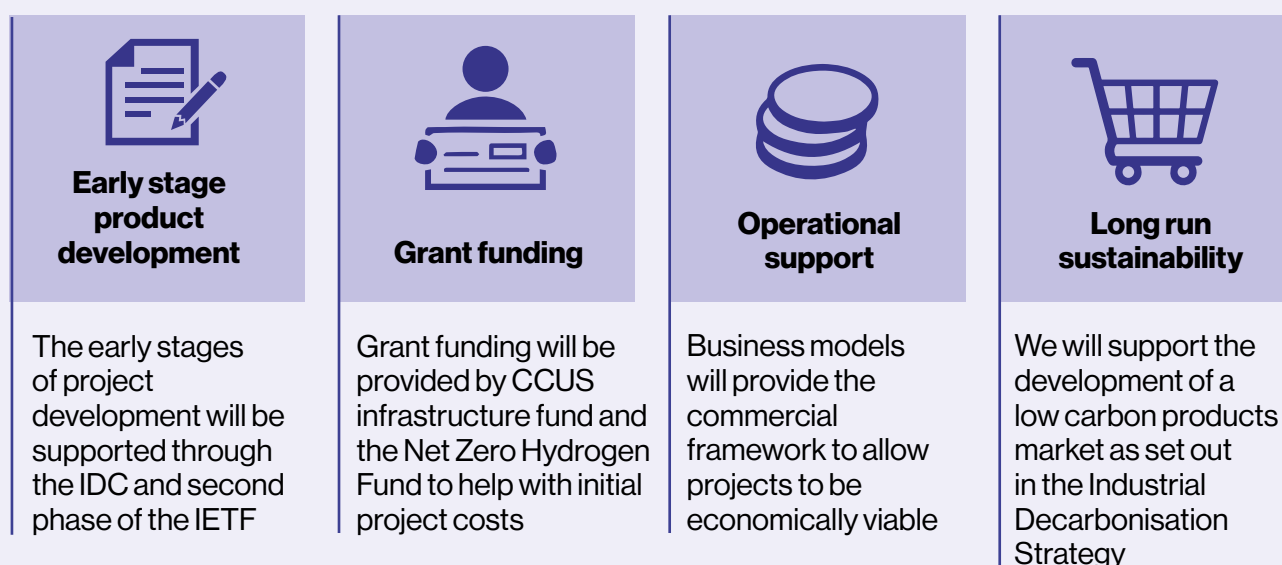 Early stage
product
development
The early stages
of project
development will be
supported through
the IDC and second
phase of the IETF
Grant funding
Grant funding will be
provided by CCUS
infrastructure fund and
the Net Zero Hydrogen
Fund to help with initial
project costs
Operational
support
Business models
will provide the
commercial
framework to allow
projects to be
economically viable
Long run
sustainability
We will support the
development of a
low carbon products
market as set out
in the Industrial
Decarbonisation
Strategy